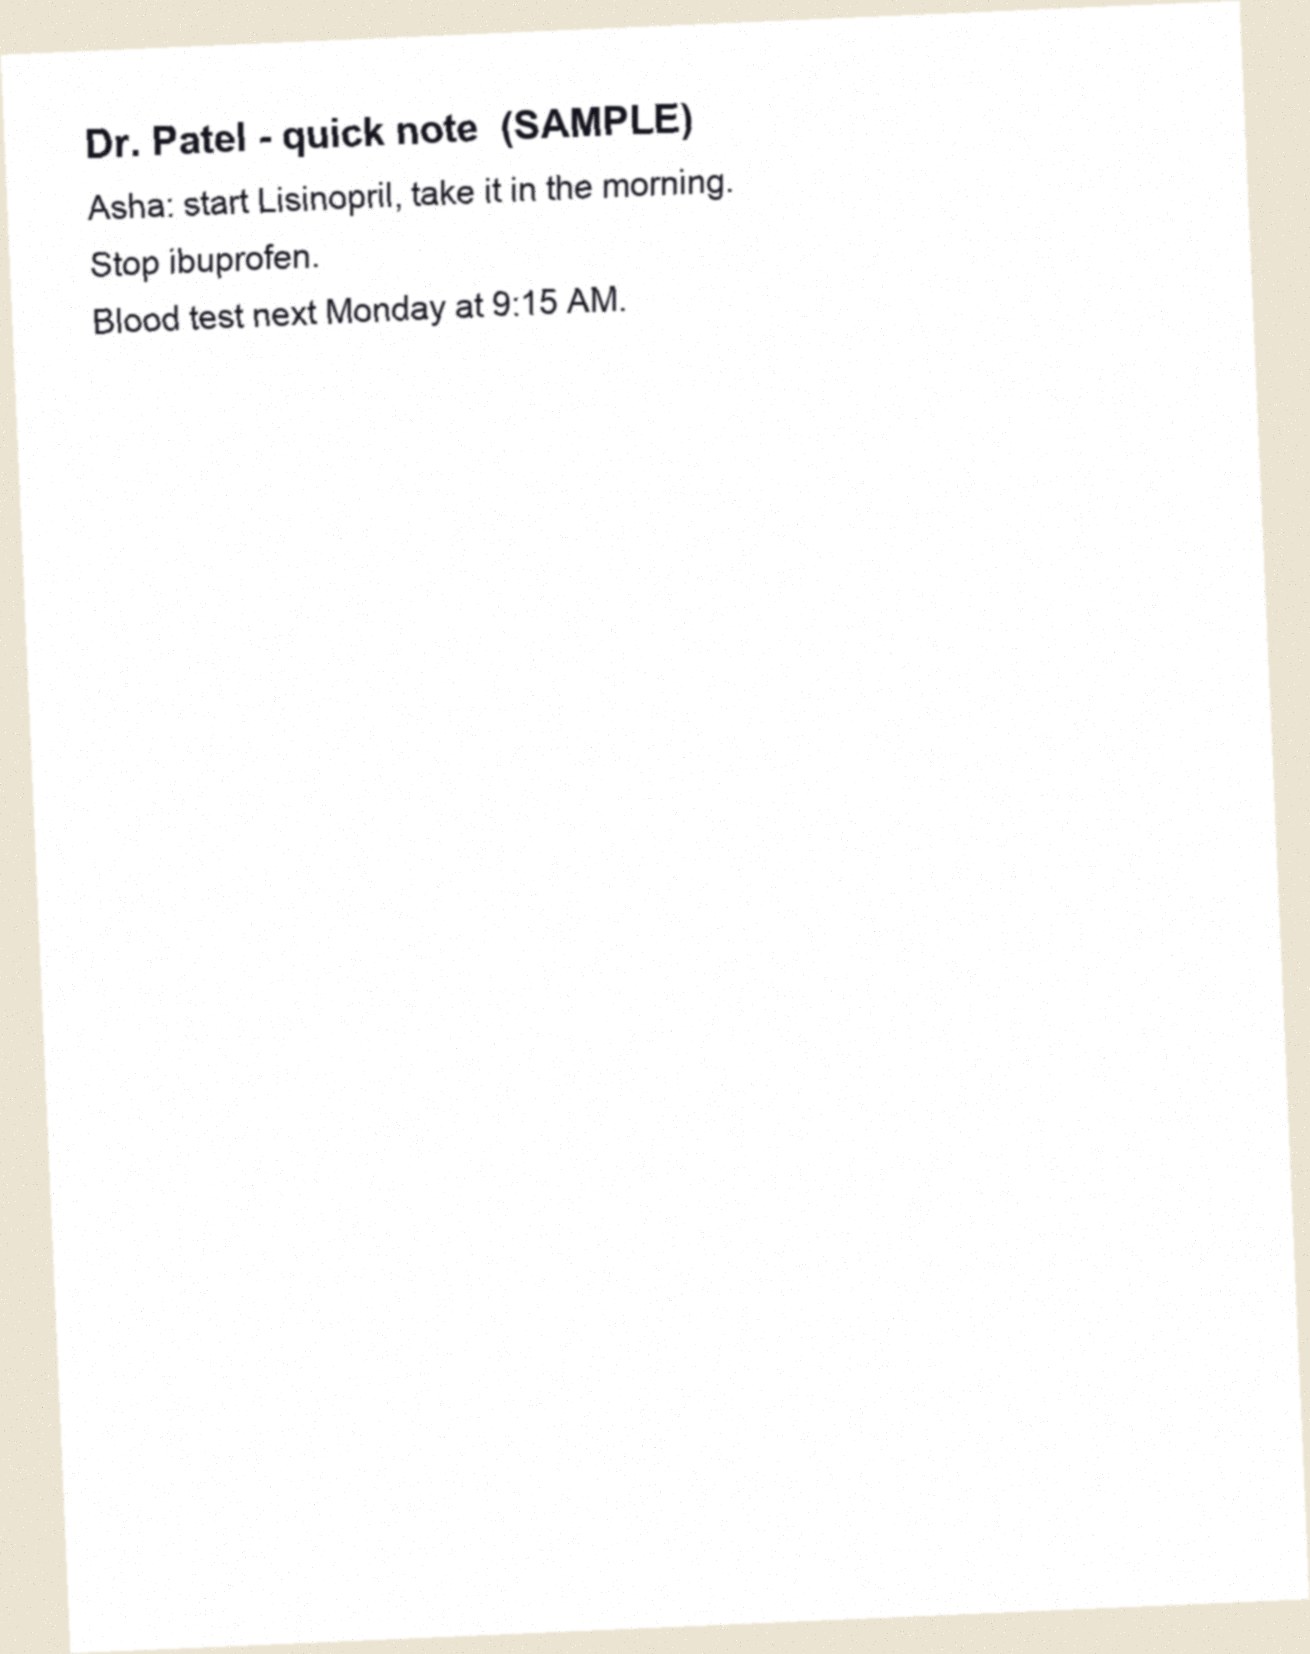 Dr. Patel - quick note (SAMPLE)
Asha: start Lisinopril, take it in the morning.
Stop ibuprofen.
Blood test next Monday at 9:15 AM.